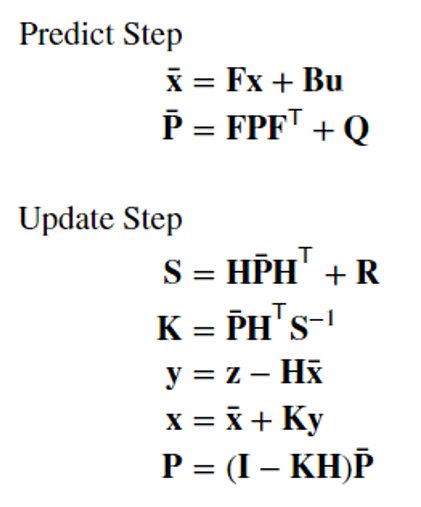 Predict Step
x̄ = Fx + Bu
P̄ = FPFᵀ + Q
Update Step
S = HP̄Hᵀ + R
K = P̄HᵀS⁻¹
y = z − Hx̄
x = x̄ + Ky
P = (I − KH)P̄